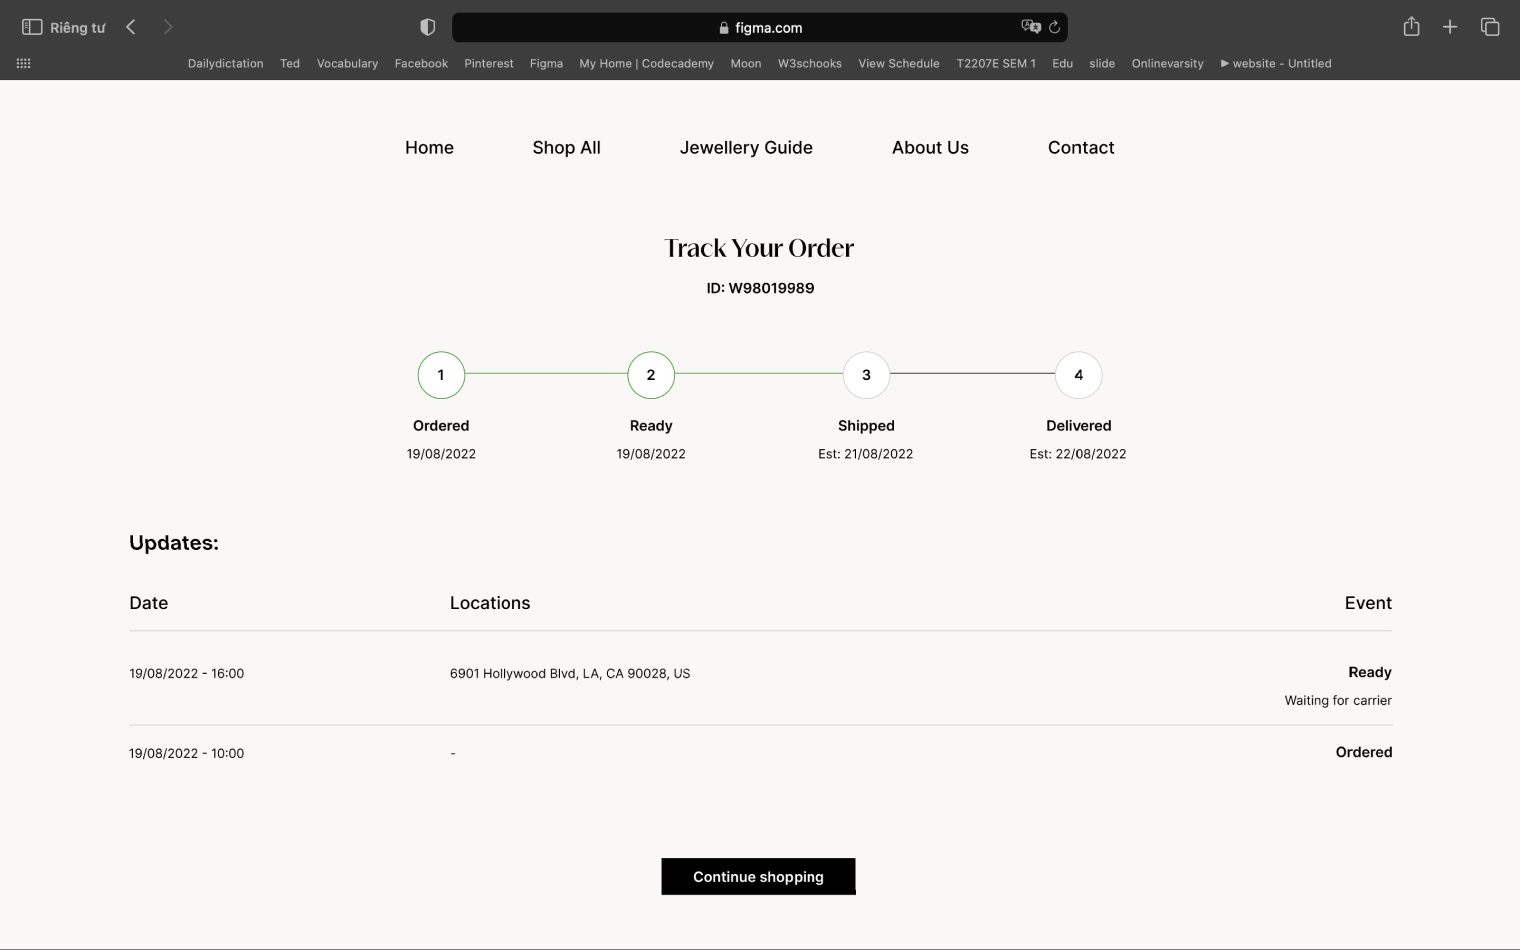 Riêng tư
figma.com
Dailydictation Ted Vocabulary Facebook Pinterest Figma My Home | Codecademy Moon W3schooks View Schedule T2207E SEM 1 Edu slide Onlinevarsity ▶ website - Untitled
Home Shop All Jewellery Guide About Us Contact
Track Your Order
ID: W98019989
1 2 3 4
Ordered Ready Shipped Delivered
19/08/2022 19/08/2022 Est: 21/08/2022 Est: 22/08/2022
Updates:
Date Locations Event
19/08/2022 - 16:00 6901 Hollywood Blvd, LA, CA 90028, US Ready
Waiting for carrier
19/08/2022 - 10:00 - Ordered
Continue shopping